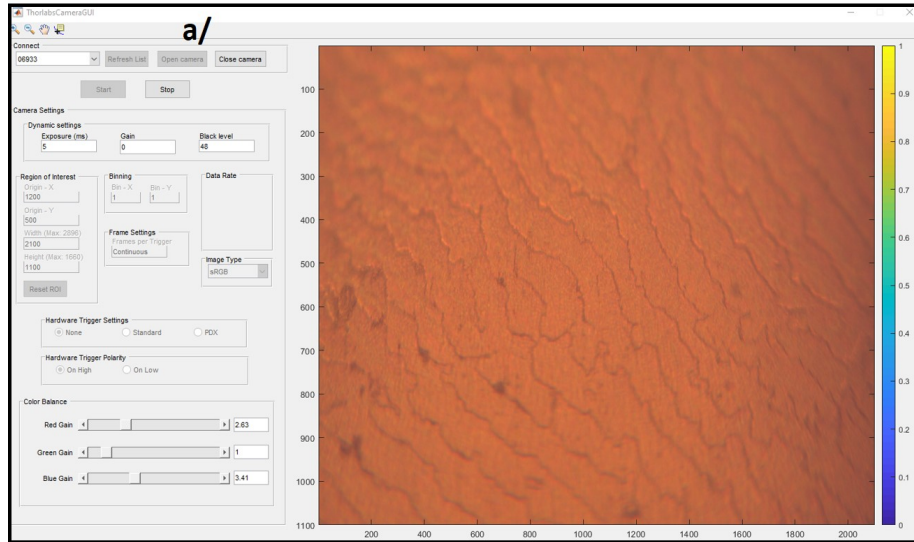 ThorlabsCameraGUI
a/
Connect
06933
Refresh List
Open camera
Close camera
Start
Stop
Camera Settings
Dynamic settings
Exposure (ms)
Gain
Black level
5
0
48
Region of Interest
Origin - X
1200
Origin - Y
500
Width (Max: 2896)
2100
Height (Max: 1660)
1100
Reset ROI
Binning
Bin - X
Bin - Y
1
1
Frame Settings
Frames per Trigger
Continuous
Data Rate
Image Type
sRGB
Hardware Trigger Settings
None
Standard
PDX
Hardware Trigger Polarity
On High
On Low
Color Balance
Red Gain
2.63
Green Gain
1
Blue Gain
3.41
100
200
300
400
500
600
700
800
900
1000
1100
200
400
600
800
1000
1200
1400
1600
1800
2000
1
0.9
0.8
0.7
0.6
0.5
0.4
0.3
0.2
0.1
0